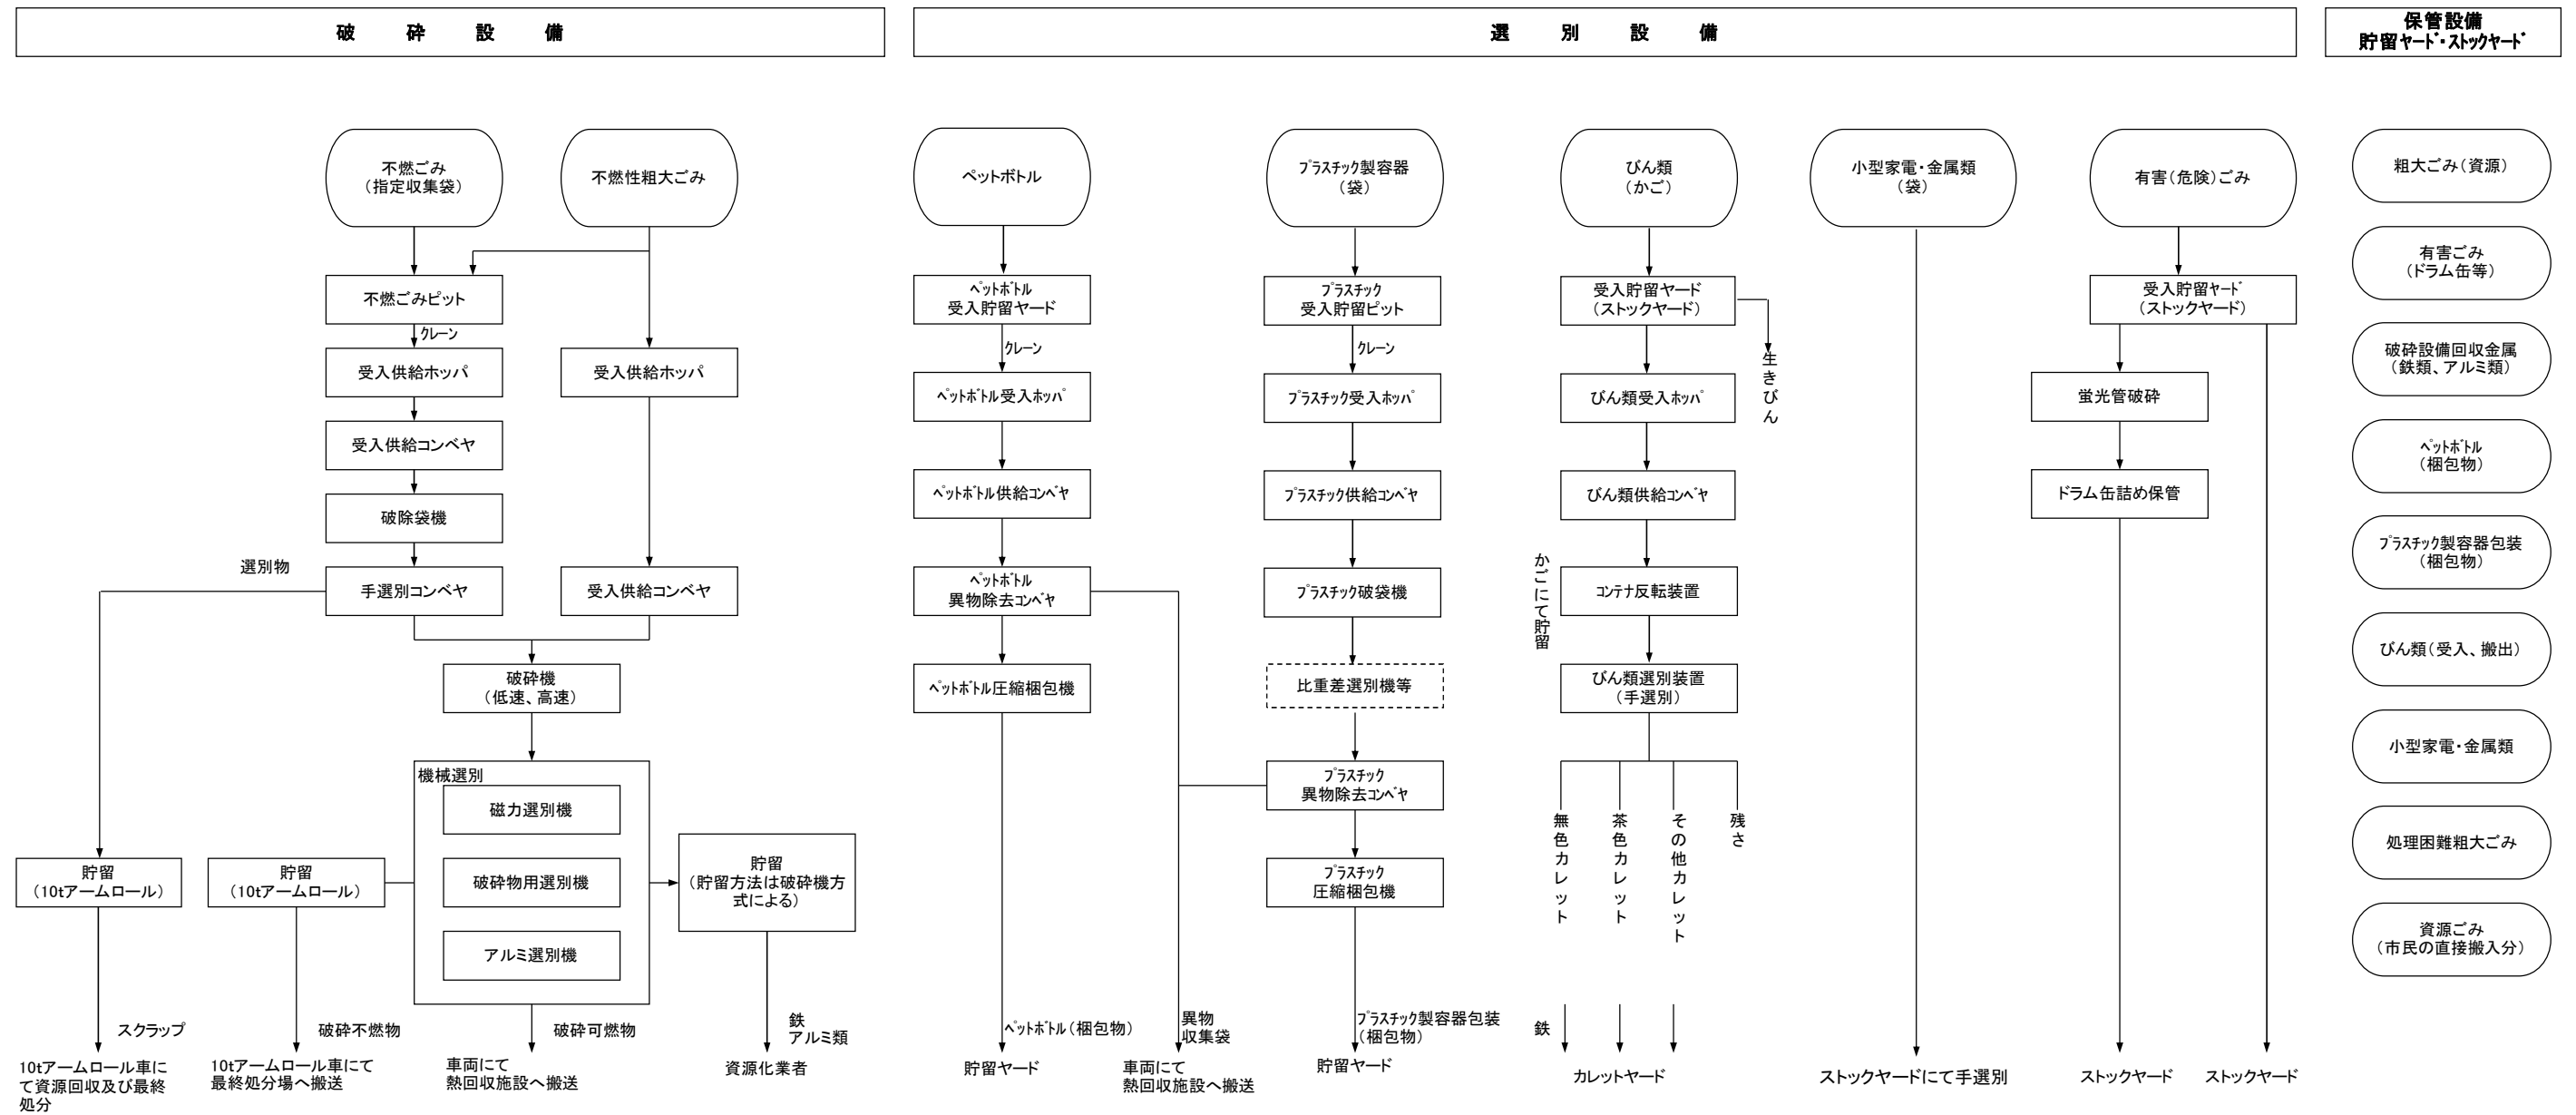 破砕設備
選別設備
保管設備
貯留ﾔｰﾄﾞ・ｽﾄｯｸﾔｰﾄﾞ
不燃ごみ
（指定収集袋）
不燃性粗大ごみ
不燃ごみピット
ｸﾚｰﾝ
受入供給ホッパ
受入供給ホッパ
受入供給コンベヤ
破除袋機
選別物
手選別コンベヤ
受入供給コンベヤ
破砕機
（低速、高速）
機械選別
磁力選別機
破砕物用選別機
アルミ選別機
貯留
（10tアームロール）
貯留
（10tアームロール）
貯留
（貯留方法は破砕機方
式による）
スクラップ
破砕不燃物
破砕可燃物
鉄
アルミ類
10tアームロール車に
て資源回収及び最終
処分
10tアームロール車にて
最終処分場へ搬送
車両にて
熱回収施設へ搬送
資源化業者
ペットボトル
ﾍﾟｯﾄﾎﾞﾄﾙ
受入貯留ヤード
ｸﾚｰﾝ
ﾍﾟｯﾄﾎﾞﾄﾙ受入ﾎｯﾊﾟ
ﾍﾟｯﾄﾎﾞﾄﾙ供給ｺﾝﾍﾞﾔ
ﾍﾟｯﾄﾎﾞﾄﾙ
異物除去ｺﾝﾍﾞﾔ
ﾍﾟｯﾄﾎﾞﾄﾙ圧縮梱包機
ﾍﾟｯﾄﾎﾞﾄﾙ（梱包物）
貯留ヤード
異物
収集袋
車両にて
熱回収施設へ搬送
ﾌﾟﾗｽﾁｯｸ製容器
（袋）
ﾌﾟﾗｽﾁｯｸ
受入貯留ピット
ｸﾚｰﾝ
ﾌﾟﾗｽﾁｯｸ受入ﾎｯﾊﾟ
ﾌﾟﾗｽﾁｯｸ供給ｺﾝﾍﾞﾔ
ﾌﾟﾗｽﾁｯｸ破袋機
比重差選別機等
ﾌﾟﾗｽﾁｯｸ
異物除去ｺﾝﾍﾞﾔ
ﾌﾟﾗｽﾁｯｸ
圧縮梱包機
ﾌﾟﾗｽﾁｯｸ製容器包装
（梱包物）
貯留ヤード
びん類
（かご）
受入貯留ヤード
（ストックヤード）
生きびん
びん類受入ﾎｯﾊﾟ
びん類供給ｺﾝﾍﾞﾔ
かごにて貯留
ｺﾝﾃﾅ反転装置
びん類選別装置
（手選別）
無色カレット
茶色カレット
その他カレット
残さ
鉄
カレットヤード
小型家電・金属類
（袋）
ストックヤードにて手選別
有害（危険）ごみ
受入貯留ﾔｰﾄﾞ
（ストックヤード）
蛍光管破砕
ドラム缶詰め保管
ストックヤード
ストックヤード
粗大ごみ（資源）
有害ごみ
（ドラム缶等）
破砕設備回収金属
（鉄類、アルミ類）
ﾍﾟｯﾄﾎﾞﾄﾙ
（梱包物）
ﾌﾟﾗｽﾁｯｸ製容器包装
（梱包物）
びん類（受入、搬出）
小型家電・金属類
処理困難粗大ごみ
資源ごみ
（市民の直接搬入分）